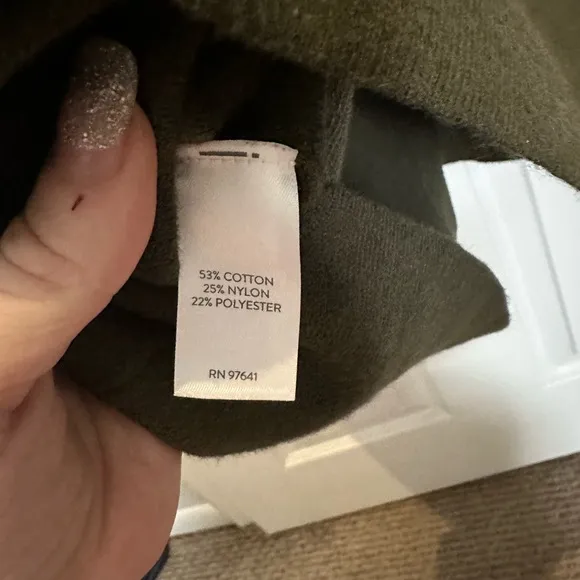 53% COTTON
25% NYLON
22% POLYESTER
RN 97641